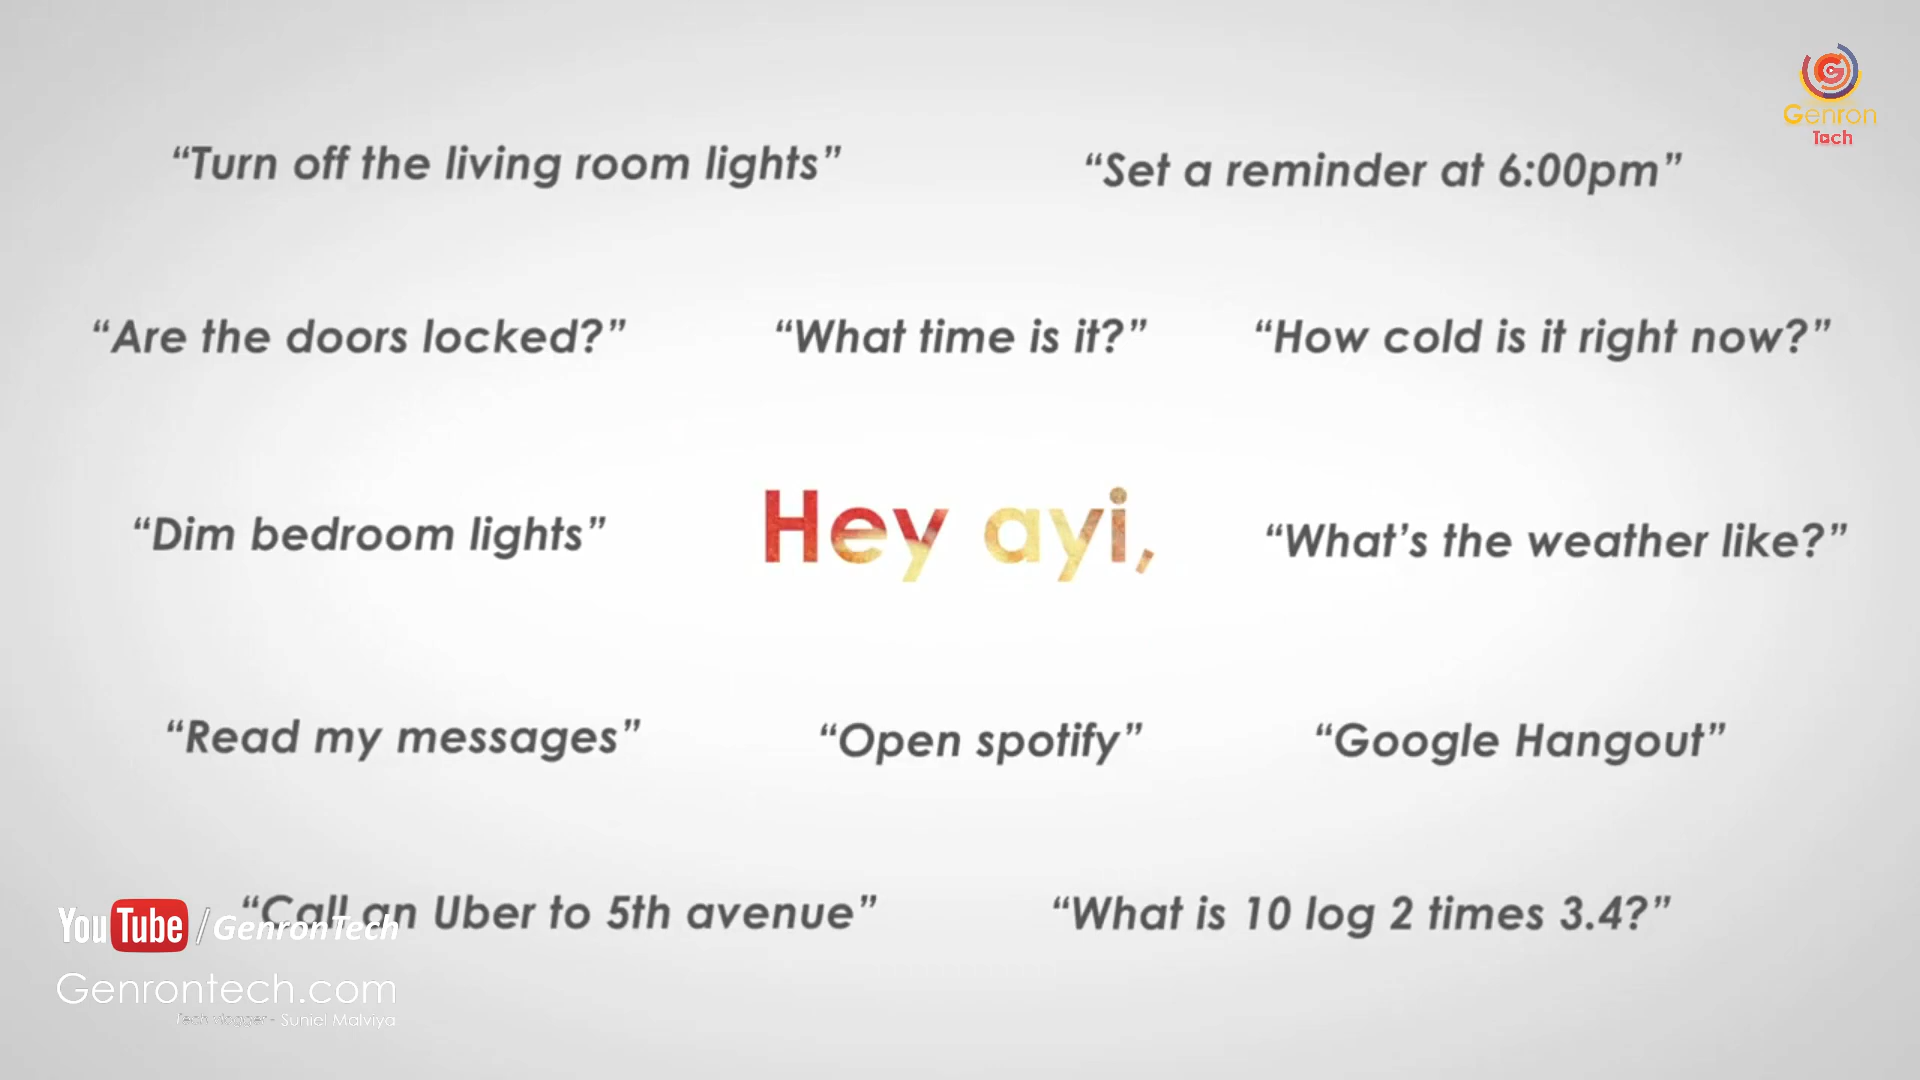 G
Genron
Tech
“Turn off the living room lights”
“Set a reminder at 6:00pm”
“Are the doors locked?”
“What time is it?”
“How cold is it right now?”
“Dim bedroom lights”
Hey ayi,
“What’s the weather like?”
“Read my messages”
“Open spotify”
“Google Hangout”
“Call an Uber to 5th avenue”
“What is 10 log 2 times 3.4?”
YouTube /GenronTech
Genrontech.com
Tech vlogger - Suniel Malviya